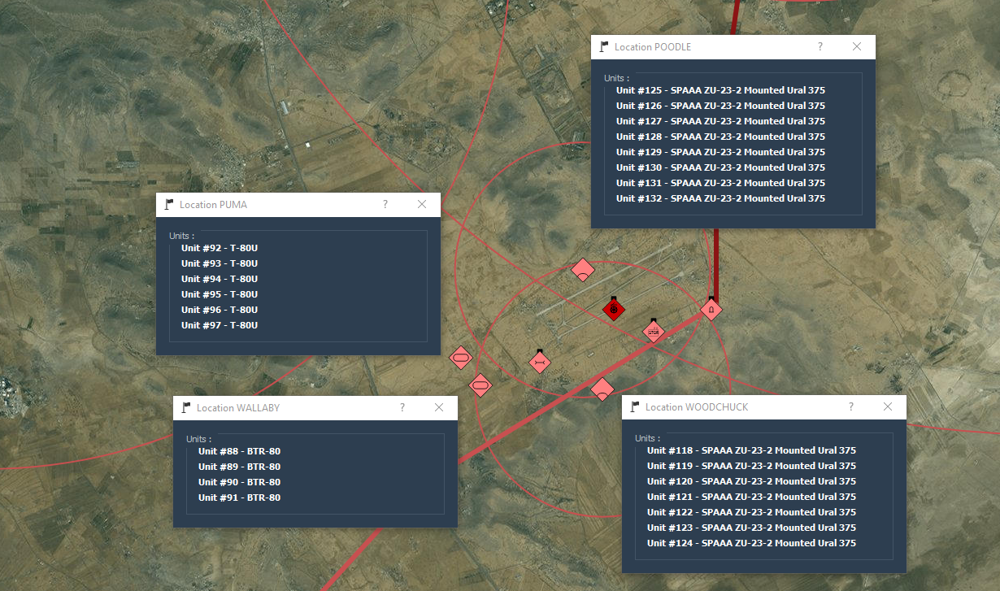 Location POODLE ?
Units :
Unit #125 - SPAAA ZU-23-2 Mounted Ural 375
Unit #126 - SPAAA ZU-23-2 Mounted Ural 375
Unit #127 - SPAAA ZU-23-2 Mounted Ural 375
Unit #128 - SPAAA ZU-23-2 Mounted Ural 375
Unit #129 - SPAAA ZU-23-2 Mounted Ural 375
Unit #130 - SPAAA ZU-23-2 Mounted Ural 375
Unit #131 - SPAAA ZU-23-2 Mounted Ural 375
Unit #132 - SPAAA ZU-23-2 Mounted Ural 375
Location PUMA ?
Units :
Unit #92 - T-80U
Unit #93 - T-80U
Unit #94 - T-80U
Unit #95 - T-80U
Unit #96 - T-80U
Unit #97 - T-80U
Location WALLABY ?
Units :
Unit #88 - BTR-80
Unit #89 - BTR-80
Unit #90 - BTR-80
Unit #91 - BTR-80
Location WOODCHUCK ?
Units :
Unit #118 - SPAAA ZU-23-2 Mounted Ural 375
Unit #119 - SPAAA ZU-23-2 Mounted Ural 375
Unit #120 - SPAAA ZU-23-2 Mounted Ural 375
Unit #121 - SPAAA ZU-23-2 Mounted Ural 375
Unit #122 - SPAAA ZU-23-2 Mounted Ural 375
Unit #123 - SPAAA ZU-23-2 Mounted Ural 375
Unit #124 - SPAAA ZU-23-2 Mounted Ural 375